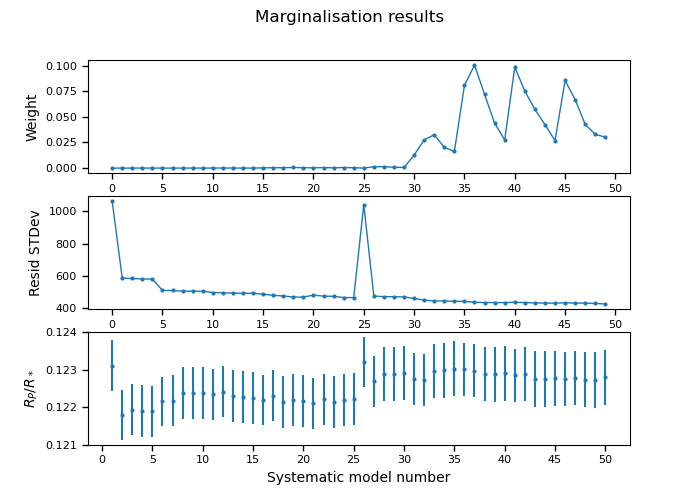 Marginalisation results
0.100
0.075
0.050
0.025
0.000
Weight
0 5 10 15 20 25 30 35 40 45 50
1000
800
600
400
Resid STDev
0 5 10 15 20 25 30 35 40 45 50
0.124
0.123
0.122
0.121
R_P/R_*
0 5 10 15 20 25 30 35 40 45 50
Systematic model number